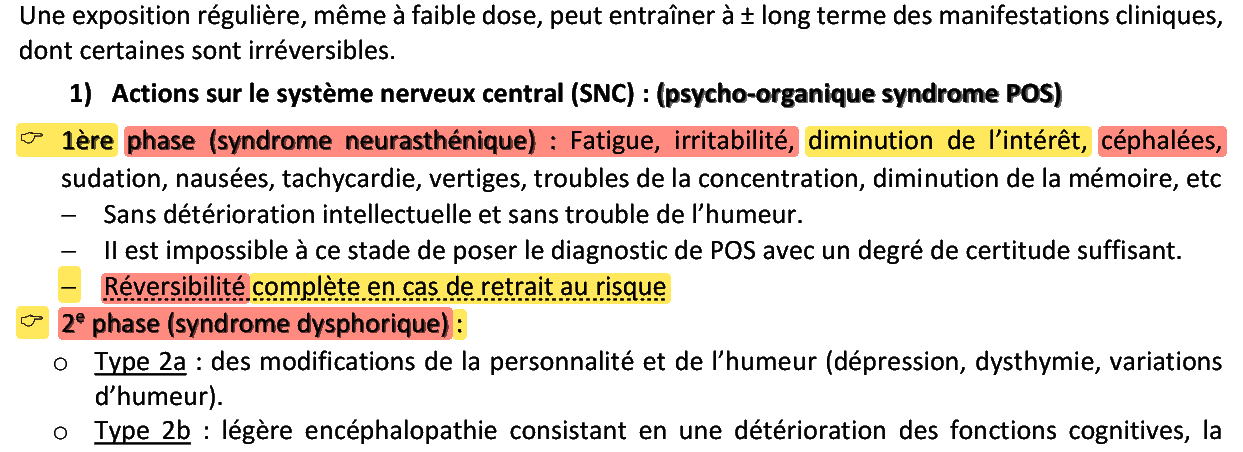 Une exposition régulière, même à faible dose, peut entraîner à ± long terme des manifestations cliniques,
dont certaines sont irréversibles.
1) Actions sur le système nerveux central (SNC) : (psycho-organique syndrome POS)
☞ 1ère phase (syndrome neurasthénique) : Fatigue, irritabilité, diminution de l’intérêt, céphalées,
sudation, nausées, tachycardie, vertiges, troubles de la concentration, diminution de la mémoire, etc
– Sans détérioration intellectuelle et sans trouble de l’humeur.
– II est impossible à ce stade de poser le diagnostic de POS avec un degré de certitude suffisant.
– Réversibilité complète en cas de retrait au risque
☞ 2e phase (syndrome dysphorique) :
o Type 2a : des modifications de la personnalité et de l’humeur (dépression, dysthymie, variations
d’humeur).
o Type 2b : légère encéphalopathie consistant en une détérioration des fonctions cognitives, la